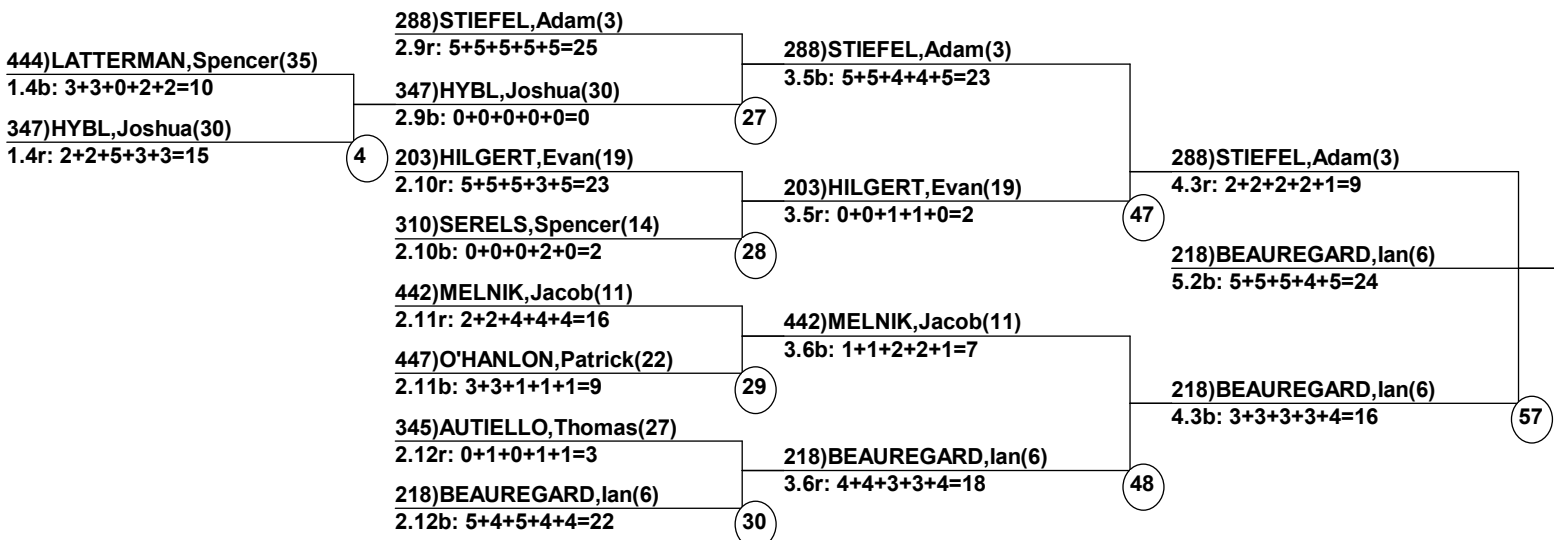 444)LATTERMAN,Spencer(35)
1.4b: 3+3+0+2+2=10
347)HYBL,Joshua(30)
1.4r: 2+2+5+3+3=15
4
288)STIEFEL,Adam(3)
2.9r: 5+5+5+5+5=25
347)HYBL,Joshua(30)
2.9b: 0+0+0+0+0=0
27
203)HILGERT,Evan(19)
2.10r: 5+5+5+3+5=23
310)SERELS,Spencer(14)
2.10b: 0+0+0+2+0=2
28
442)MELNIK,Jacob(11)
2.11r: 2+2+4+4+4=16
447)O'HANLON,Patrick(22)
2.11b: 3+3+1+1+1=9
29
345)AUTIELLO,Thomas(27)
2.12r: 0+1+0+1+1=3
218)BEAUREGARD,Ian(6)
2.12b: 5+4+5+4+4=22
30
288)STIEFEL,Adam(3)
3.5b: 5+5+4+4+5=23
203)HILGERT,Evan(19)
3.5r: 0+0+1+1+0=2
47
442)MELNIK,Jacob(11)
3.6b: 1+1+2+2+1=7
218)BEAUREGARD,Ian(6)
3.6r: 4+4+3+3+4=18
48
288)STIEFEL,Adam(3)
4.3r: 2+2+2+2+1=9
218)BEAUREGARD,Ian(6)
5.2b: 5+5+5+4+5=24
218)BEAUREGARD,Ian(6)
4.3b: 3+3+3+3+4=16
57